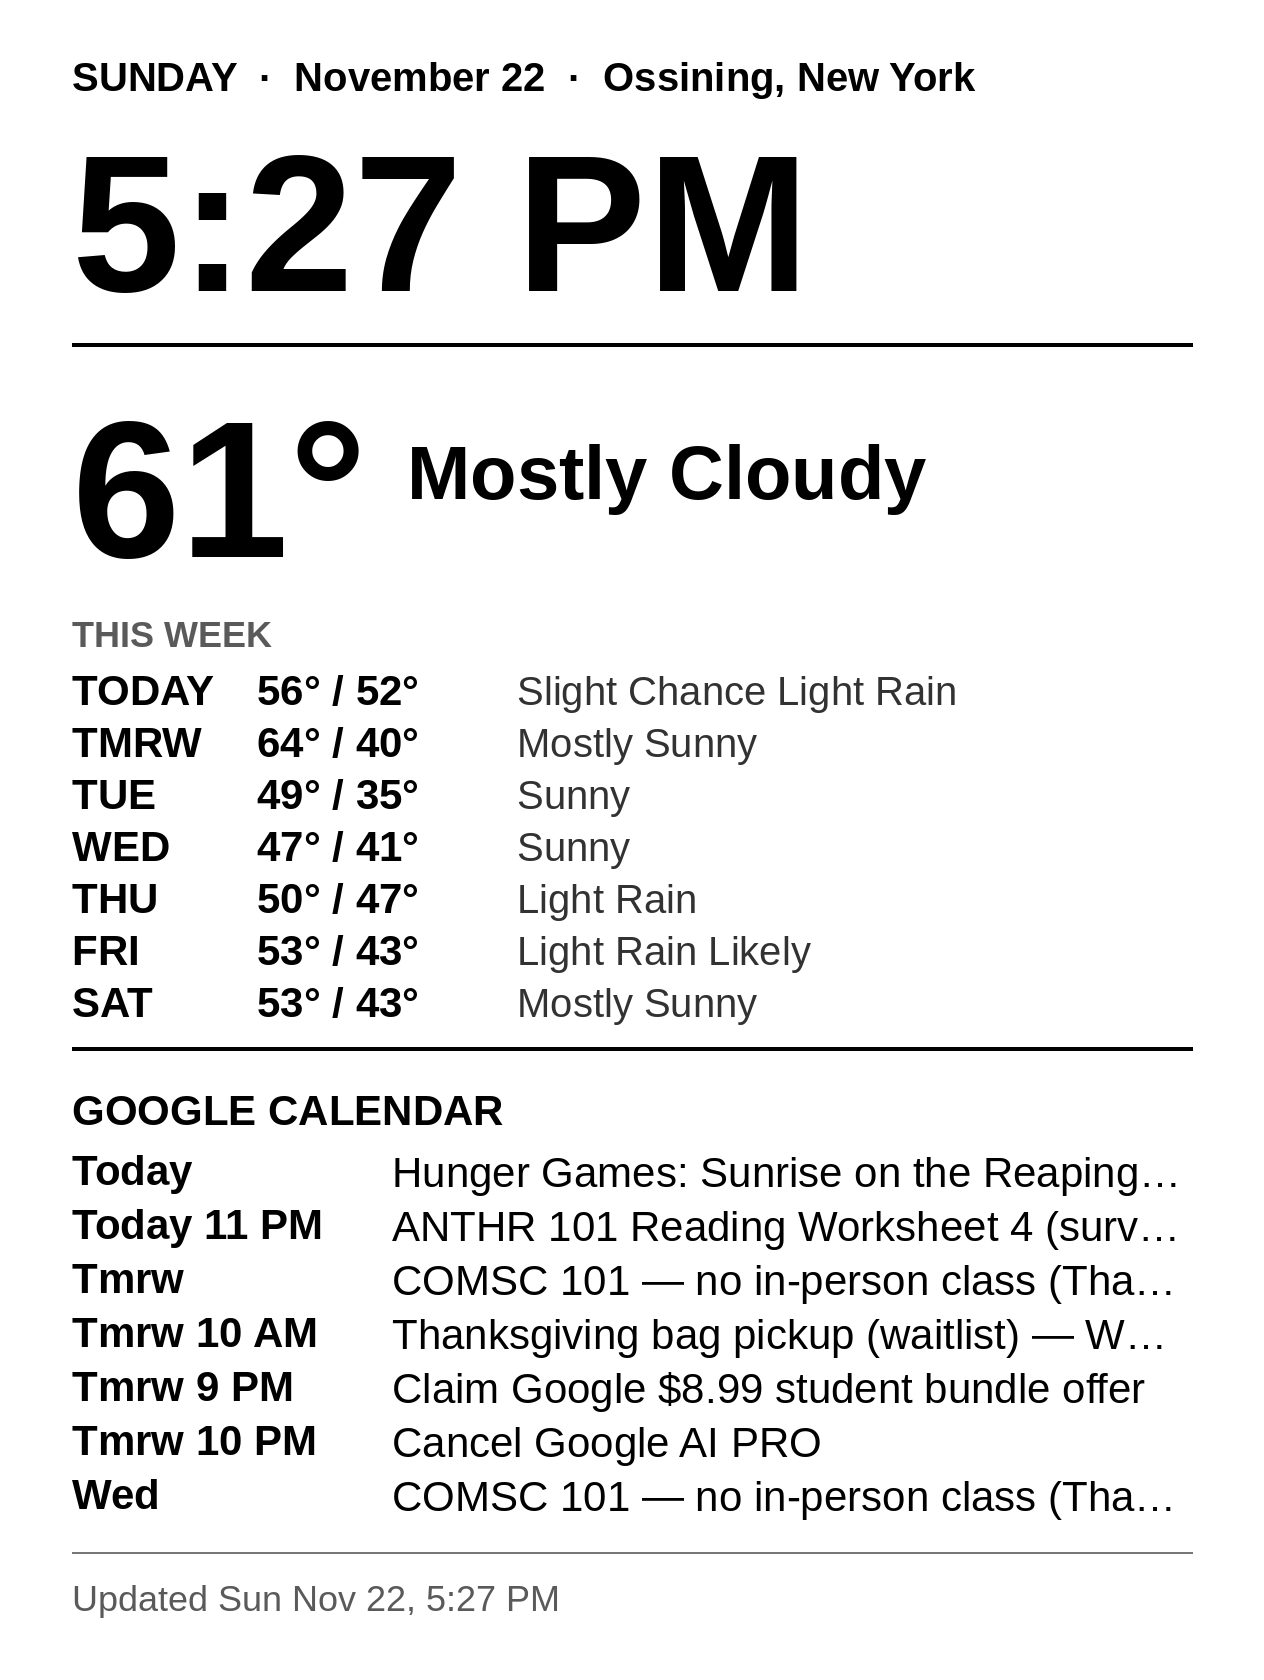 SUNDAY · November 22 · Ossining, New York
5:27 PM
61° Mostly Cloudy
THIS WEEK
TODAY 56° / 52° Slight Chance Light Rain
TMRW 64° / 40° Mostly Sunny
TUE 49° / 35° Sunny
WED 47° / 41° Sunny
THU 50° / 47° Light Rain
FRI 53° / 43° Light Rain Likely
SAT 53° / 43° Mostly Sunny
GOOGLE CALENDAR
Today Hunger Games: Sunrise on the Reaping…
Today 11 PM ANTHR 101 Reading Worksheet 4 (surv…
Tmrw COMSC 101 — no in-person class (Tha…
Tmrw 10 AM Thanksgiving bag pickup (waitlist) — W…
Tmrw 9 PM Claim Google $8.99 student bundle offer
Tmrw 10 PM Cancel Google AI PRO
Wed COMSC 101 — no in-person class (Tha…
Updated Sun Nov 22, 5:27 PM